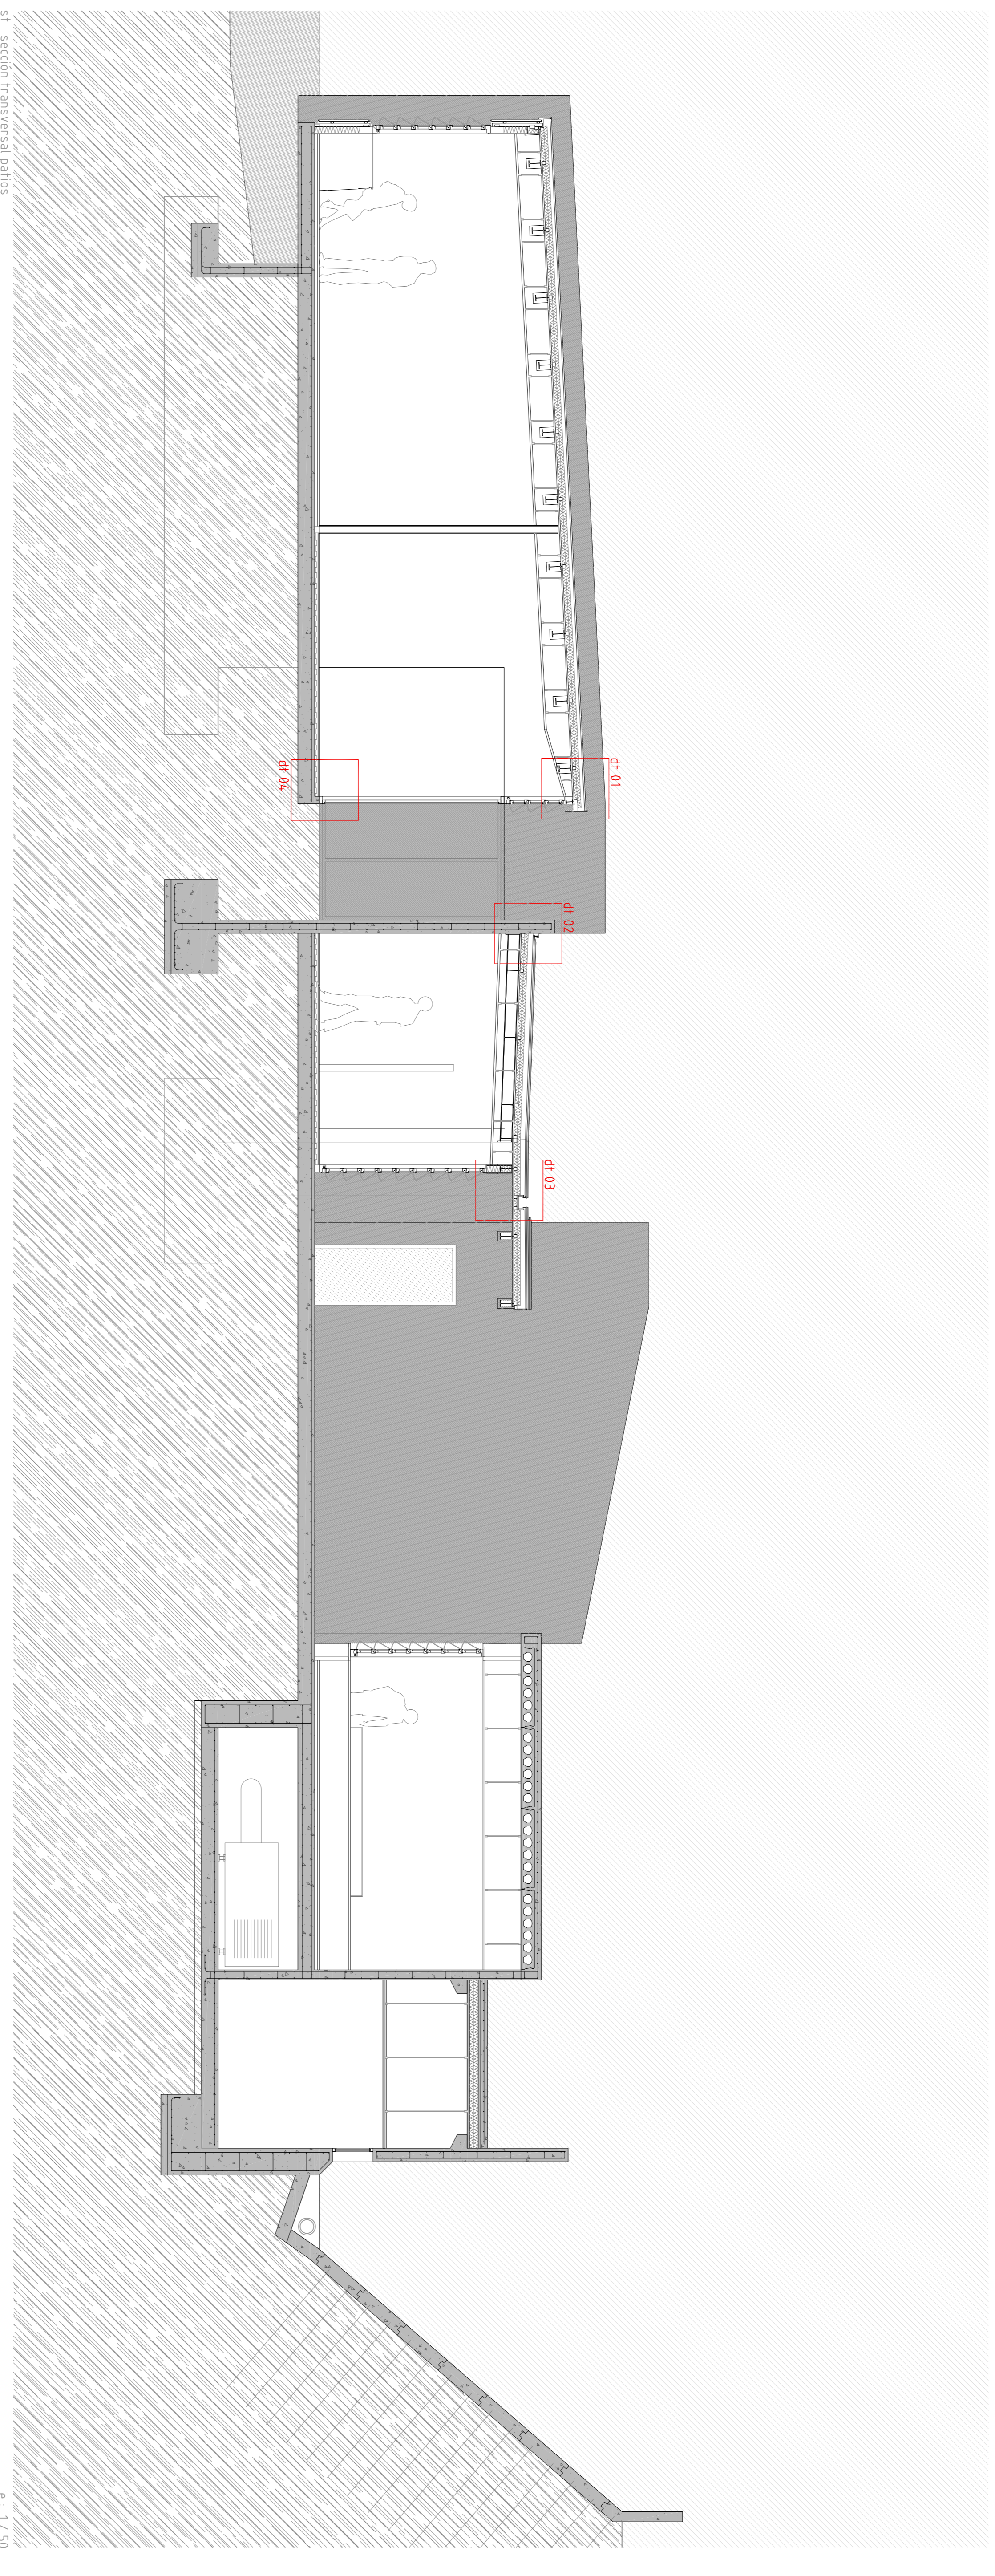 st sección transversal patios
dt 01
dt 04
dt 02
dt 03
e : 1 / 50